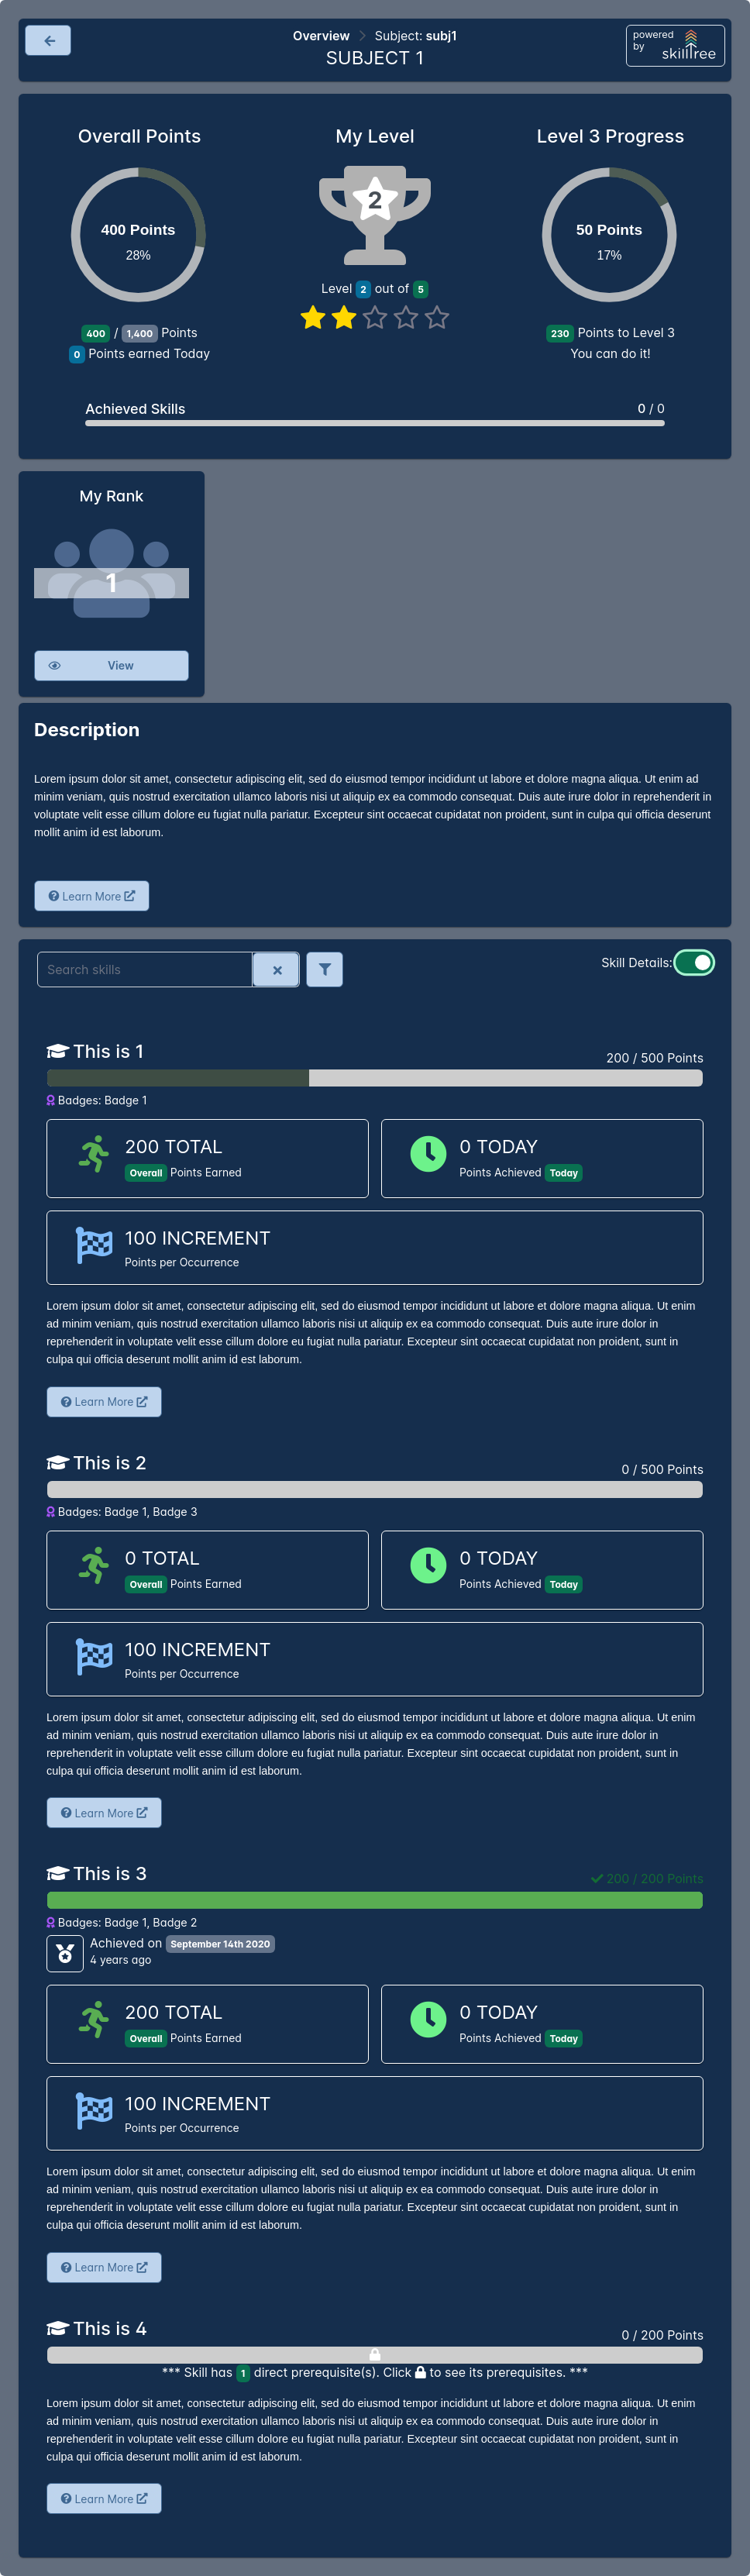 Overview Subject: subj1
SUBJECT 1
powered
by
skilltree
Overall Points
400 Points
28%
400 / 1,400 Points
0 Points earned Today
My Level
2
Level 2 out of 5
Level 3 Progress
50 Points
17%
230 Points to Level 3
You can do it!
Achieved Skills 0 / 0
My Rank
1
View
Description
Lorem ipsum dolor sit amet, consectetur adipiscing elit, sed do eiusmod tempor incididunt ut labore et dolore magna aliqua. Ut enim ad
minim veniam, quis nostrud exercitation ullamco laboris nisi ut aliquip ex ea commodo consequat. Duis aute irure dolor in reprehenderit in
voluptate velit esse cillum dolore eu fugiat nulla pariatur. Excepteur sint occaecat cupidatat non proident, sunt in culpa qui officia deserunt
mollit anim id est laborum.
Learn More
Search skills
Skill Details:
This is 1
200 / 500 Points
Badges: Badge 1
200 TOTAL
Overall Points Earned
0 TODAY
Points Achieved Today
100 INCREMENT
Points per Occurrence
Lorem ipsum dolor sit amet, consectetur adipiscing elit, sed do eiusmod tempor incididunt ut labore et dolore magna aliqua. Ut enim
ad minim veniam, quis nostrud exercitation ullamco laboris nisi ut aliquip ex ea commodo consequat. Duis aute irure dolor in
reprehenderit in voluptate velit esse cillum dolore eu fugiat nulla pariatur. Excepteur sint occaecat cupidatat non proident, sunt in
culpa qui officia deserunt mollit anim id est laborum.
Learn More
This is 2
0 / 500 Points
Badges: Badge 1, Badge 3
0 TOTAL
Overall Points Earned
0 TODAY
Points Achieved Today
100 INCREMENT
Points per Occurrence
Lorem ipsum dolor sit amet, consectetur adipiscing elit, sed do eiusmod tempor incididunt ut labore et dolore magna aliqua. Ut enim
ad minim veniam, quis nostrud exercitation ullamco laboris nisi ut aliquip ex ea commodo consequat. Duis aute irure dolor in
reprehenderit in voluptate velit esse cillum dolore eu fugiat nulla pariatur. Excepteur sint occaecat cupidatat non proident, sunt in
culpa qui officia deserunt mollit anim id est laborum.
Learn More
This is 3
200 / 200 Points
Badges: Badge 1, Badge 2
Achieved on September 14th 2020
4 years ago
200 TOTAL
Overall Points Earned
0 TODAY
Points Achieved Today
100 INCREMENT
Points per Occurrence
Lorem ipsum dolor sit amet, consectetur adipiscing elit, sed do eiusmod tempor incididunt ut labore et dolore magna aliqua. Ut enim
ad minim veniam, quis nostrud exercitation ullamco laboris nisi ut aliquip ex ea commodo consequat. Duis aute irure dolor in
reprehenderit in voluptate velit esse cillum dolore eu fugiat nulla pariatur. Excepteur sint occaecat cupidatat non proident, sunt in
culpa qui officia deserunt mollit anim id est laborum.
Learn More
This is 4
0 / 200 Points
*** Skill has 1 direct prerequisite(s). Click to see its prerequisites. ***
Lorem ipsum dolor sit amet, consectetur adipiscing elit, sed do eiusmod tempor incididunt ut labore et dolore magna aliqua. Ut enim
ad minim veniam, quis nostrud exercitation ullamco laboris nisi ut aliquip ex ea commodo consequat. Duis aute irure dolor in
reprehenderit in voluptate velit esse cillum dolore eu fugiat nulla pariatur. Excepteur sint occaecat cupidatat non proident, sunt in
culpa qui officia deserunt mollit anim id est laborum.
Learn More